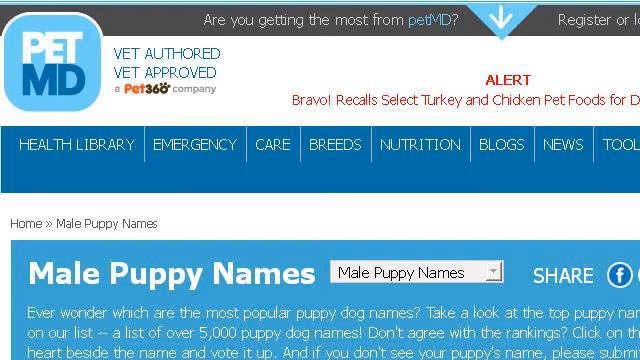 Are you getting the most from petMD? Register or lo
PET
MD
VET AUTHORED
VET APPROVED
a Pet360 company
ALERT
Bravo! Recalls Select Turkey and Chicken Pet Foods for D
HEALTH LIBRARY EMERGENCY CARE BREEDS NUTRITION BLOGS NEWS TOOL
Home » Male Puppy Names
Male Puppy Names Male Puppy Names SHARE f
Ever wonder which are the most popular puppy dog names? Take a look at the top puppy nam
on our list -- a list of over 5,000 puppy dog names! Don't agree with the rankings? Click on th
heart beside the name and vote it up. And if you don't see your puppy's name, please subm